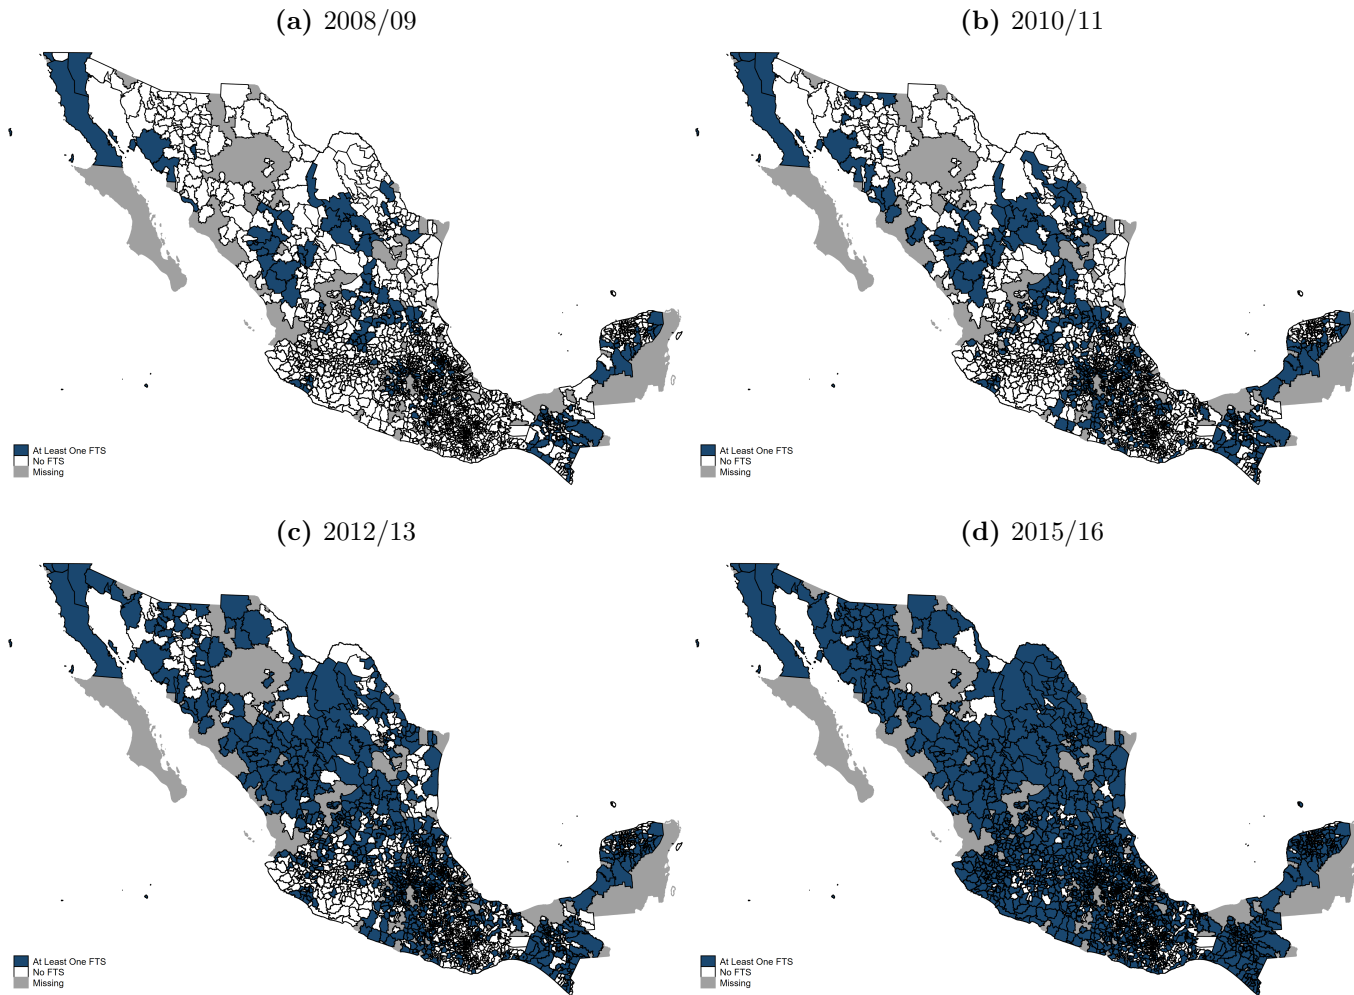 (a) 2008/09
(b) 2010/11
At Least One FTS
No FTS
Missing
At Least One FTS
No FTS
Missing
(c) 2012/13
(d) 2015/16
At Least One FTS
No FTS
Missing
At Least One FTS
No FTS
Missing